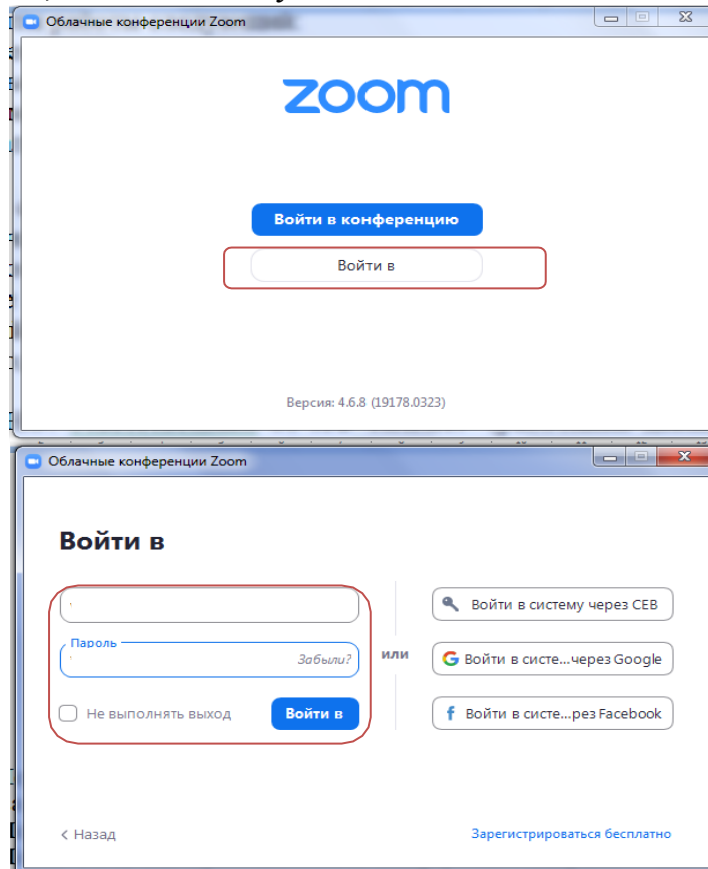 Облачные конференции Zoom
zoom
Войти в конференцию
Войти в
Версия: 4.6.8 (19178.0323)
Облачные конференции Zoom
Войти в
Войти в систему через СЕВ
Пароль
Забыли?
или
Войти в систе...через Google
Не выполнять выход
Войти в
Войти в систе...рез Facebook
< Назад
Зарегистрироваться бесплатно